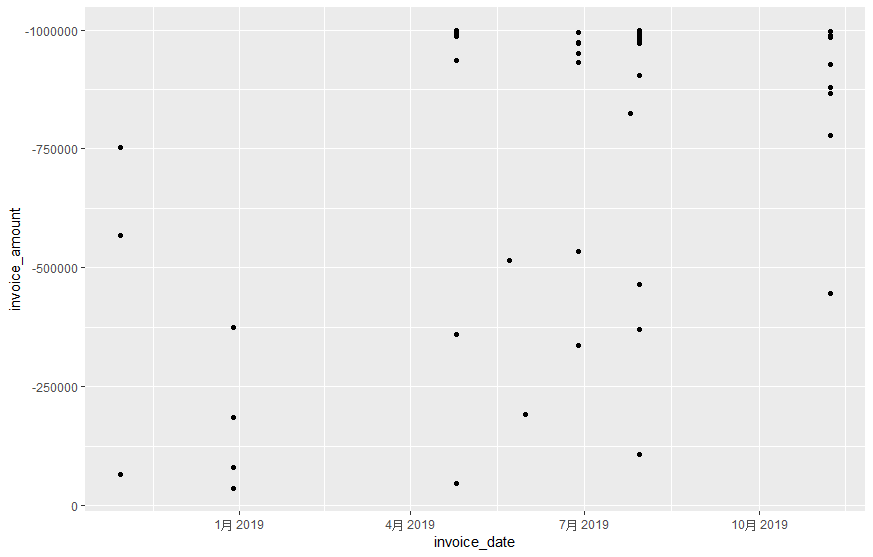 -1000000
-750000
-500000
-250000
0
invoice_amount
1月 2019
4月 2019
7月 2019
10月 2019
invoice_date